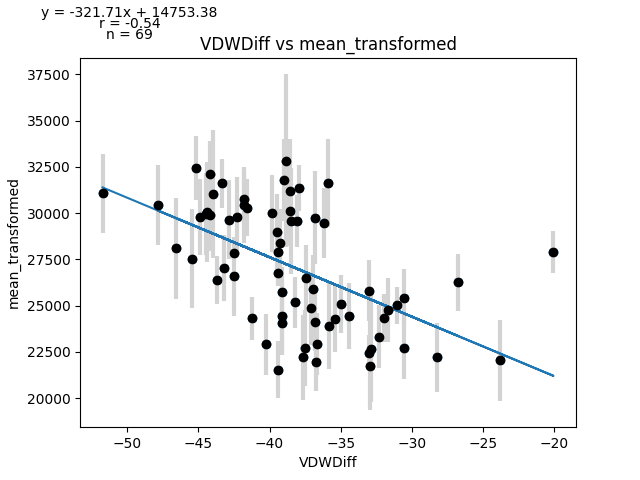 y = -321.71x + 14753.38
r = -0.54
n = 69
VDWDiff vs mean_transformed
37500
35000
32500
30000
27500
25000
22500
20000
mean_transformed
−50
−45
−40
−35
−30
−25
−20
VDWDiff